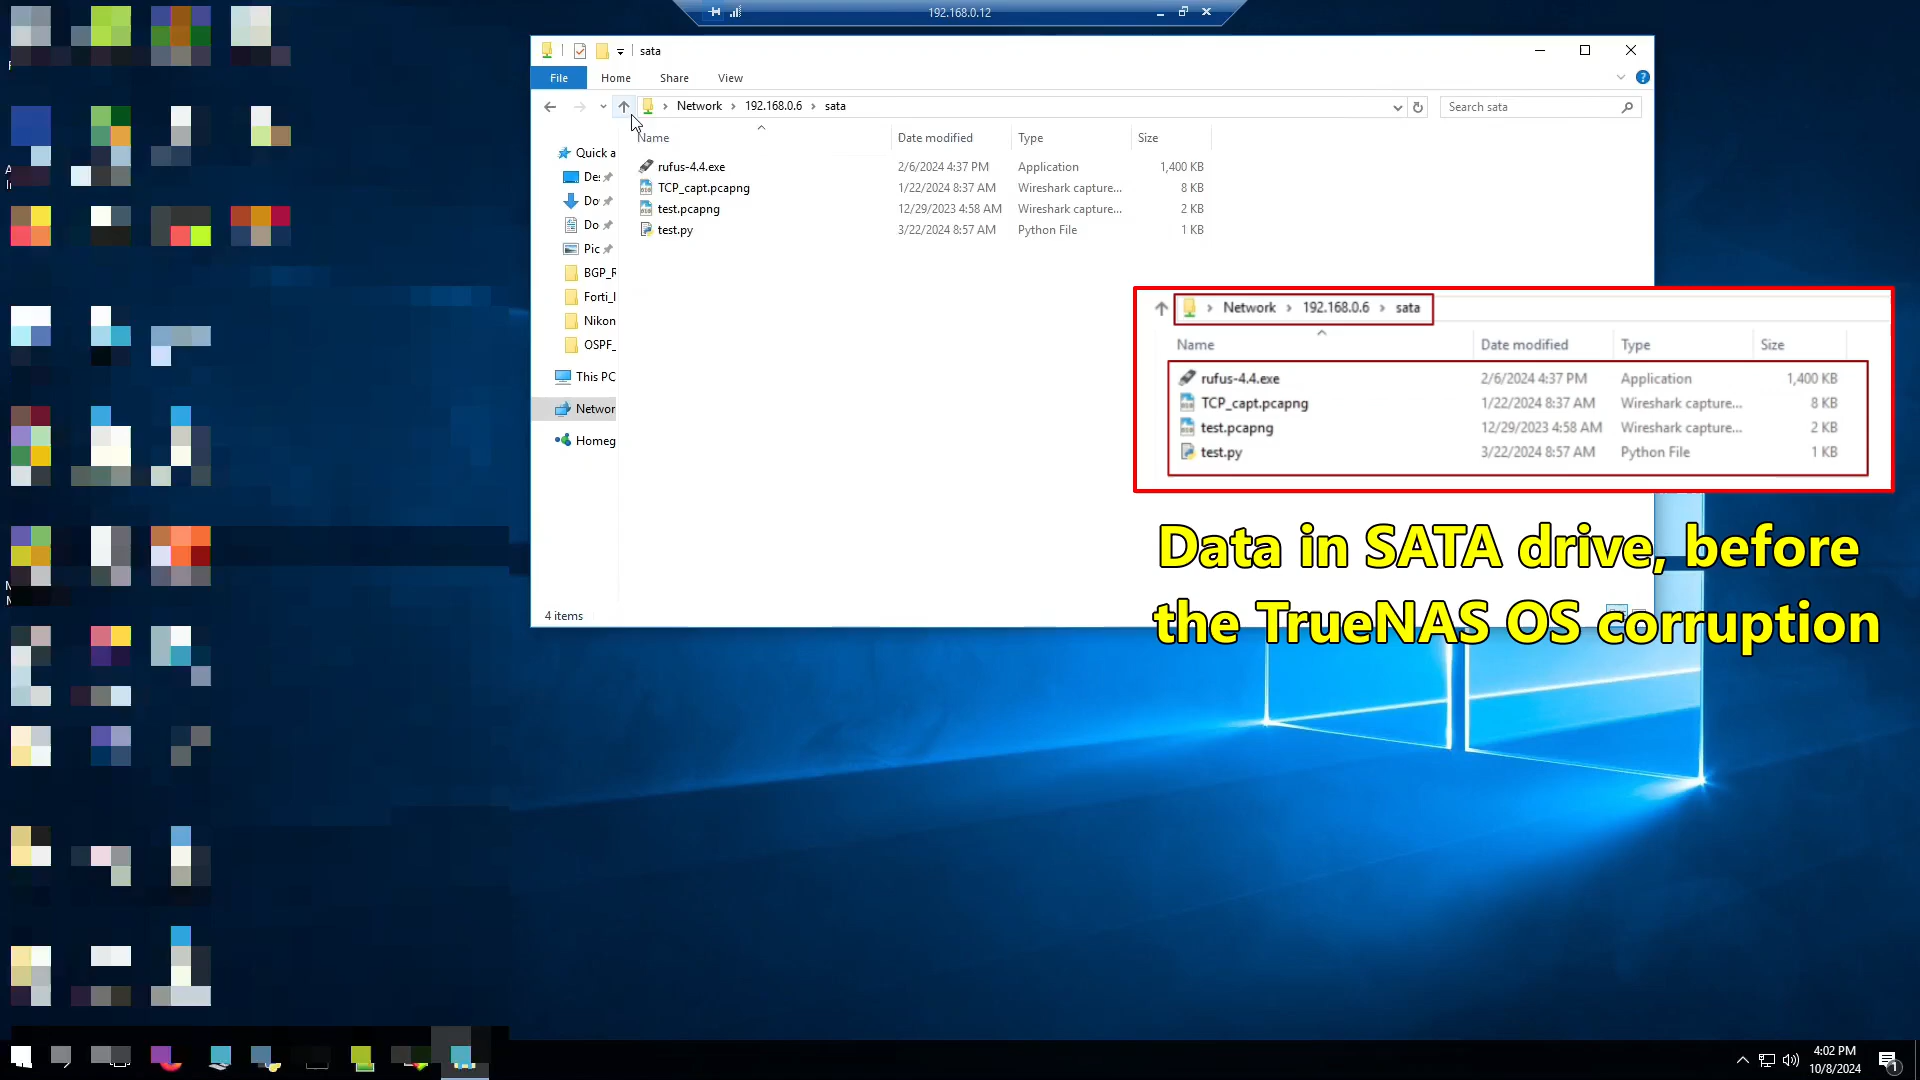 192.168.0.12
sata
File Home Share View
Network 192.168.0.6 sata
Search sata
Name Date modified Type Size
rufus-4.4.exe 2/6/2024 4:37 PM Application 1,400 KB
TCP_capt.pcapng 1/22/2024 8:37 AM Wireshark capture... 8 KB
test.pcapng 12/29/2023 4:58 AM Wireshark capture... 2 KB
test.py 3/22/2024 8:57 AM Python File 1 KB
Quick a
Des
Do
Do
Pic
BGP_R
Forti_I
Nikon
OSPF_
This PC
Networ
Homeg
4 items
Network 192.168.0.6 sata
Name Date modified Type Size
rufus-4.4.exe 2/6/2024 4:37 PM Application 1,400 KB
TCP_capt.pcapng 1/22/2024 8:37 AM Wireshark capture... 8 KB
test.pcapng 12/29/2023 4:58 AM Wireshark capture... 2 KB
test.py 3/22/2024 8:57 AM Python File 1 KB
Data in SATA drive, before
the TrueNAS OS corruption
4:02 PM
10/8/2024
1